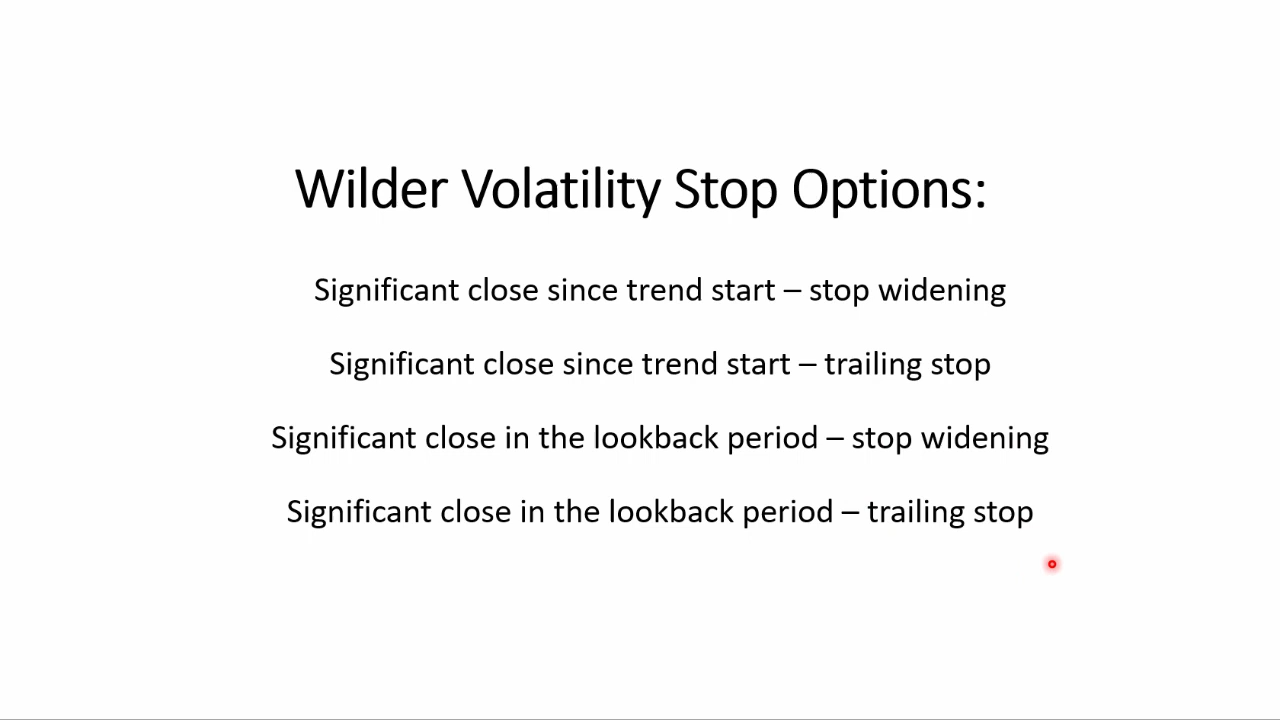 Wilder Volatility Stop Options:
Significant close since trend start – stop widening
Significant close since trend start – trailing stop
Significant close in the lookback period – stop widening
Significant close in the lookback period – trailing stop